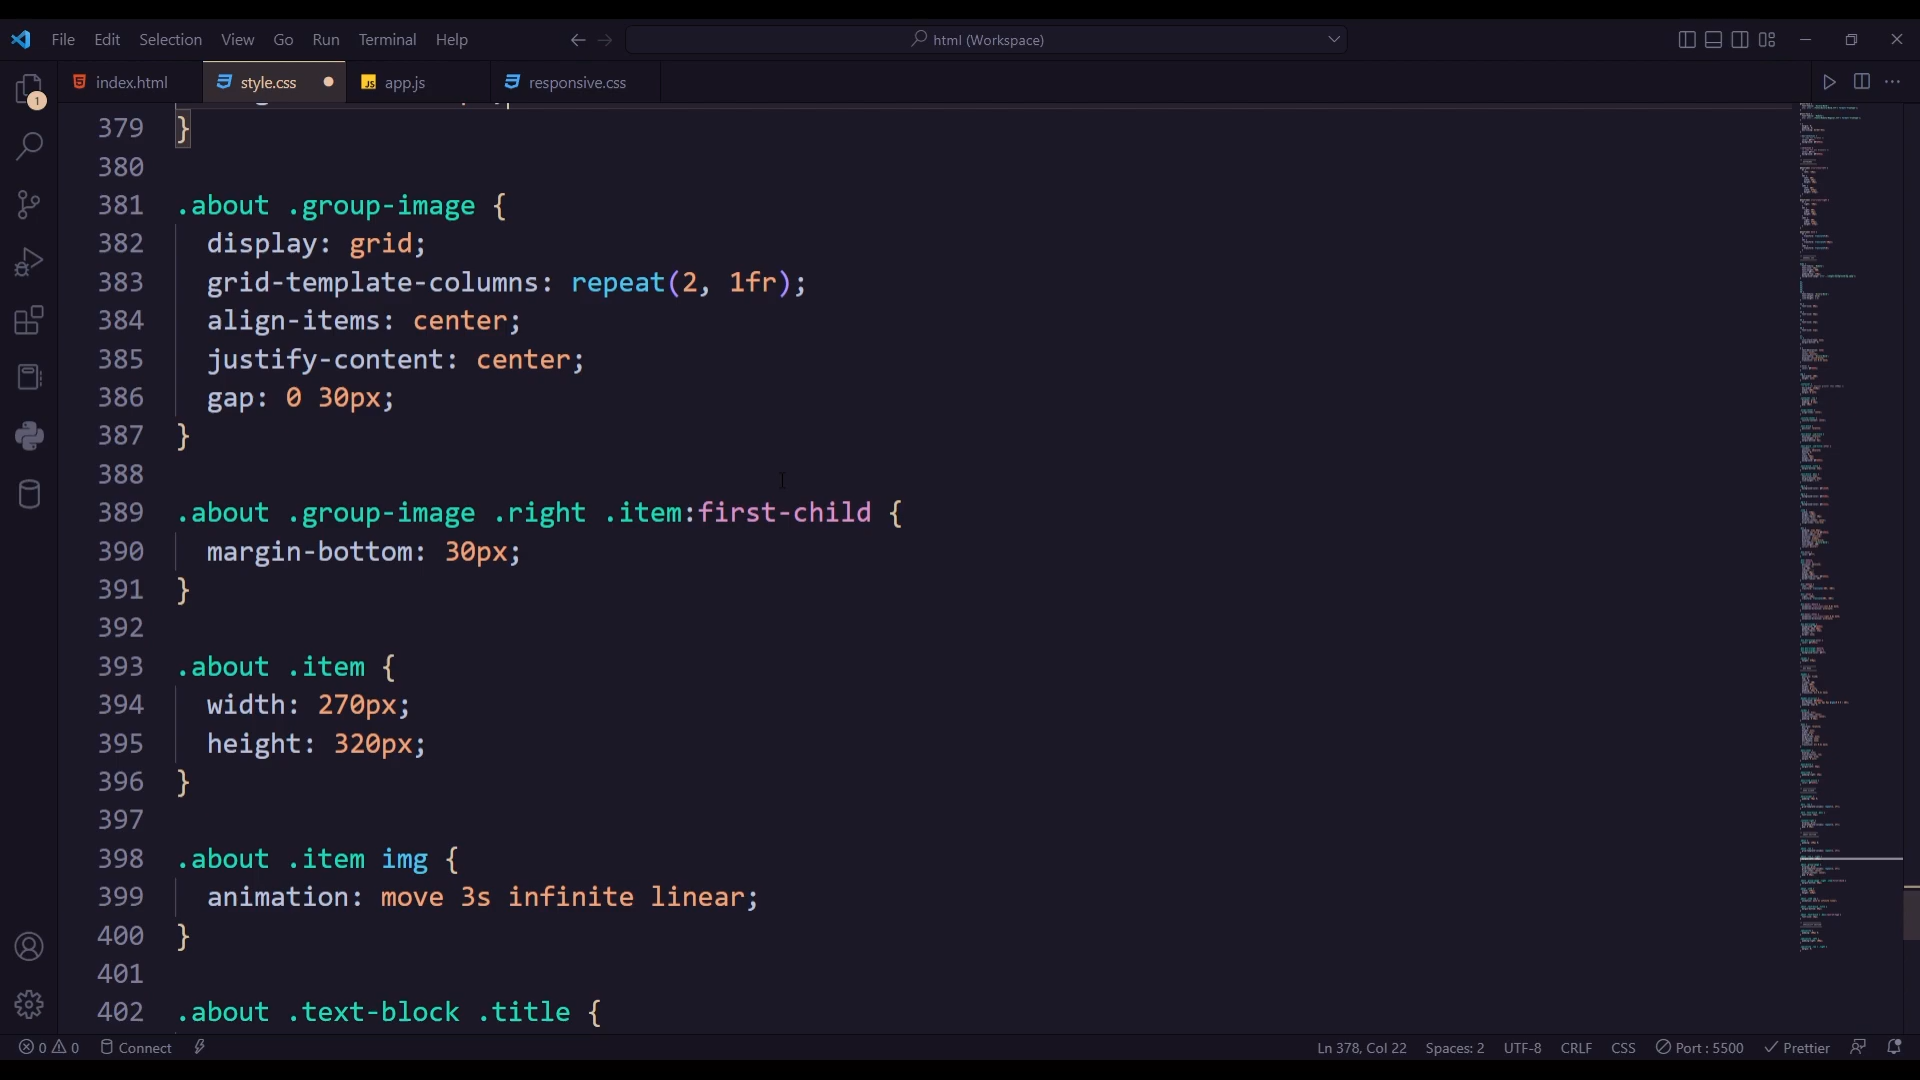 File Edit Selection View Go Run Terminal Help html (Workspace)
index.html style.css app.js responsive.css
1
379 }
380
381 .about .group-image {
382 display: grid;
383 grid-template-columns: repeat(2, 1fr);
384 align-items: center;
385 justify-content: center;
386 gap: 0 30px;
387 }
388
389 .about .group-image .right .item:first-child {
390 margin-bottom: 30px;
391 }
392
393 .about .item {
394 width: 270px;
395 height: 320px;
396 }
397
398 .about .item img {
399 animation: move 3s infinite linear;
400 }
401
402 .about .text-block .title {
0 0 Connect Ln 378, Col 22 Spaces: 2 UTF-8 CRLF CSS Port : 5500 Prettier